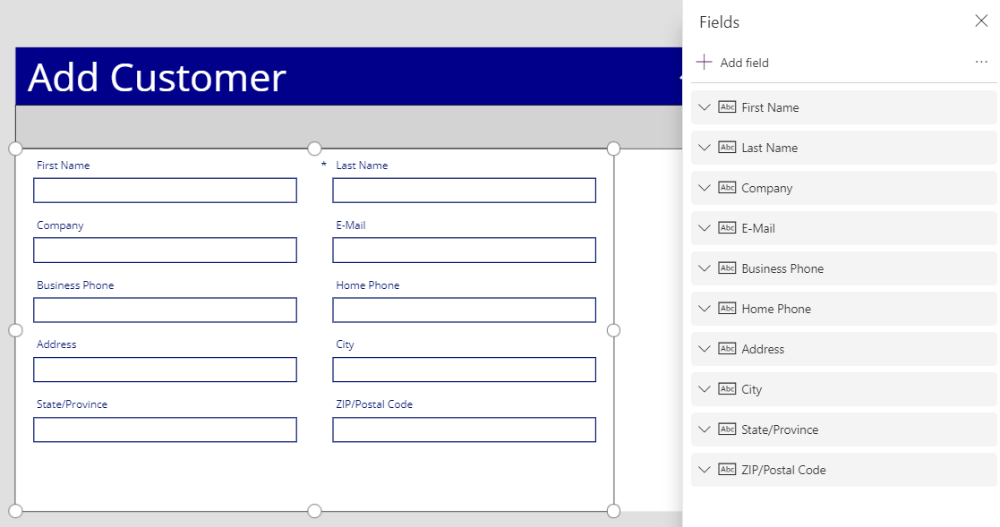 Add Customer
First Name
* Last Name
Company
E-Mail
Business Phone
Home Phone
Address
City
State/Province
ZIP/Postal Code
Fields
Add field
...
Abc First Name
Abc Last Name
Abc Company
Abc E-Mail
Abc Business Phone
Abc Home Phone
Abc Address
Abc City
Abc State/Province
Abc ZIP/Postal Code